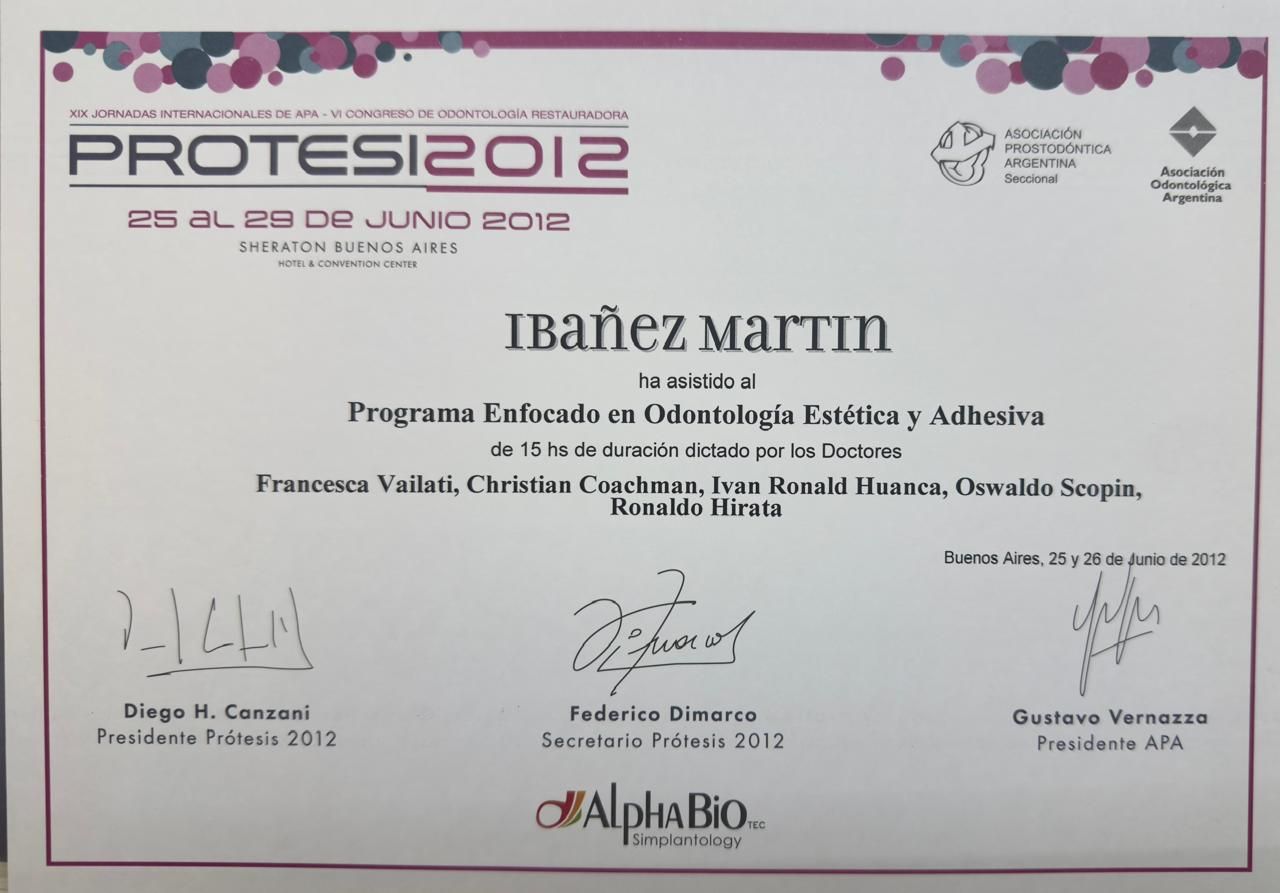 XIX JORNADAS INTERNACIONALES DE APA - VI CONGRESO DE ODONTOLOGÍA RESTAURADORA
PROTESI2012
25 AL 29 DE JUNIO 2012
SHERATON BUENOS AIRES
HOTEL & CONVENTION CENTER
ASOCIACIÓN
PROSTODÓNTICA
ARGENTINA
Seccional
Asociación
Odontológica
Argentina
IBAÑEZ MARTIN
ha asistido al
Programa Enfocado en Odontología Estética y Adhesiva
de 15 hs de duración dictado por los Doctores
Francesca Vailati, Christian Coachman, Ivan Ronald Huanca, Oswaldo Scopin,
Ronaldo Hirata
Buenos Aires, 25 y 26 de Junio de 2012
Diego H. Canzani
Presidente Prótesis 2012
Federico Dimarco
Secretario Prótesis 2012
Gustavo Vernazza
Presidente APA
ALPHABIO TEC
Simplantology